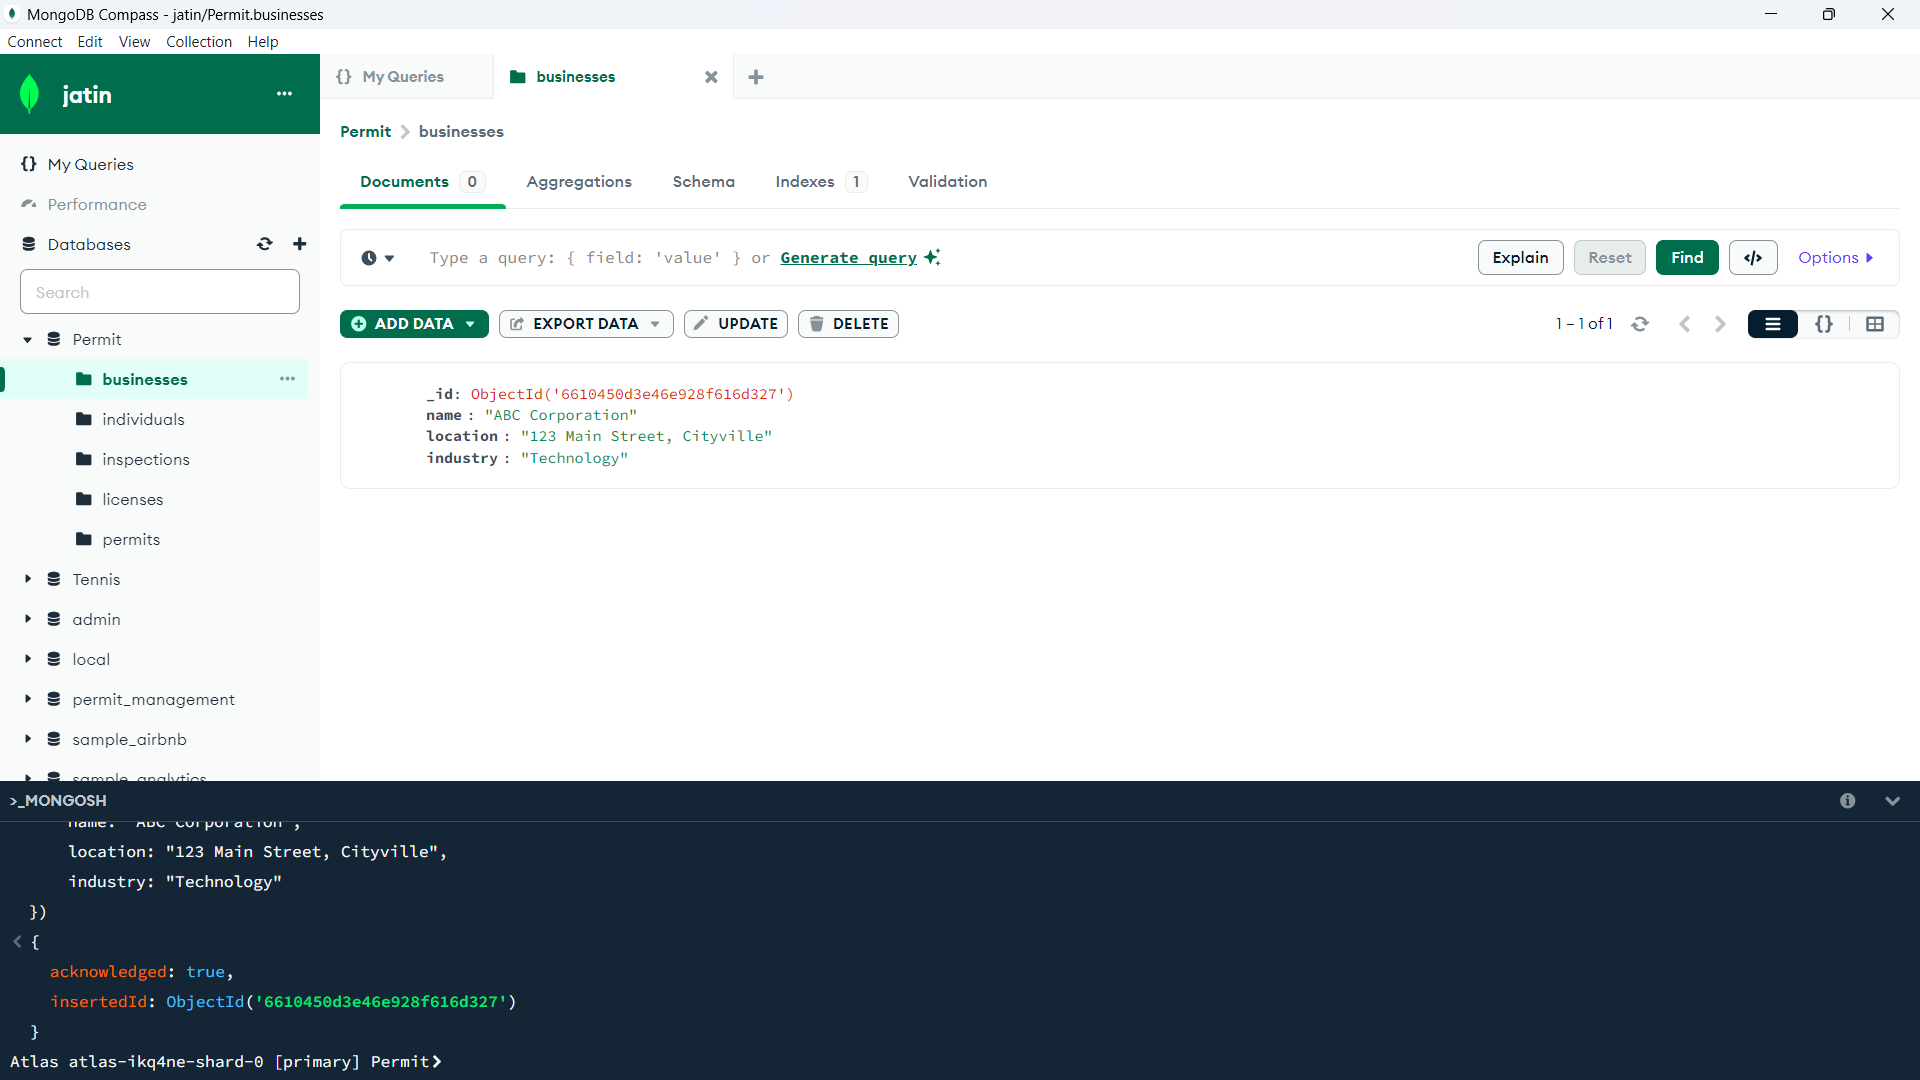 MongoDB Compass - jatin/Permit.businesses
Connect Edit View Collection Help
jatin
My Queries
Performance
Databases
Search
Permit
businesses
individuals
inspections
licenses
permits
Tennis
admin
local
permit_management
sample_airbnb
sample_analytics
{} My Queries
businesses
Permit > businesses
Documents 0 Aggregations Schema Indexes 1 Validation
Type a query: { field: 'value' } or Generate query
Explain Reset Find </> Options
ADD DATA EXPORT DATA UPDATE DELETE
1 – 1 of 1
_id: ObjectId('6610450d3e46e928f616d327')
name : "ABC Corporation"
location : "123 Main Street, Cityville"
industry : "Technology"
>_MONGOSH
name: "ABC Corporation",
location: "123 Main Street, Cityville",
industry: "Technology"
})
< {
acknowledged: true,
insertedId: ObjectId('6610450d3e46e928f616d327')
}
Atlas atlas-ikq4ne-shard-0 [primary] Permit>